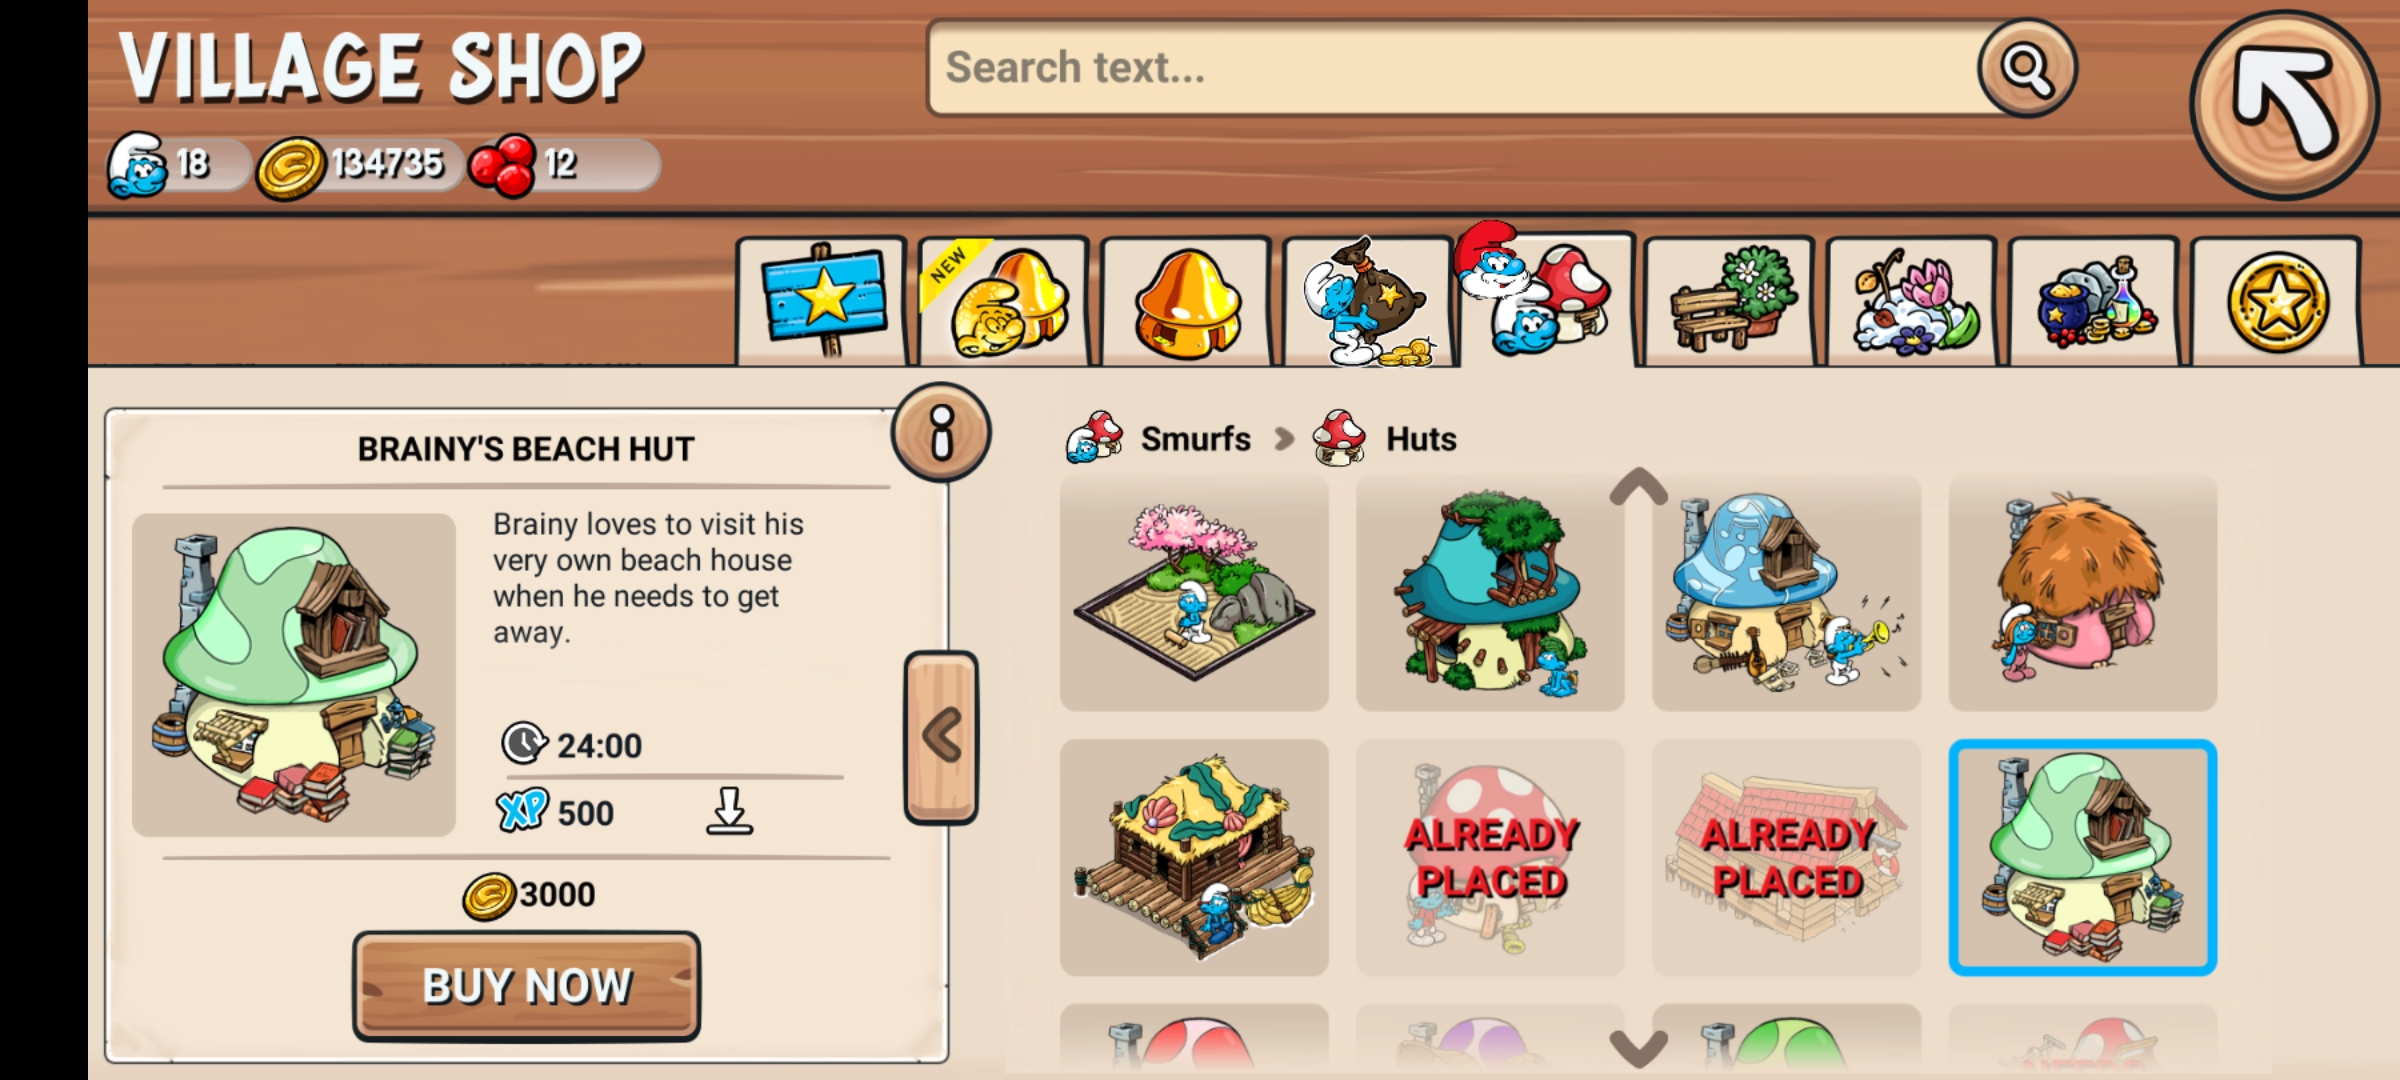 VILLAGE SHOP
Search text...
18
134735
12
NEW
BRAINY'S BEACH HUT
Brainy loves to visit his
very own beach house
when he needs to get
away.
24:00
XP 500
3000
BUY NOW
Smurfs
Huts
ALREADY
PLACED
ALREADY
PLACED